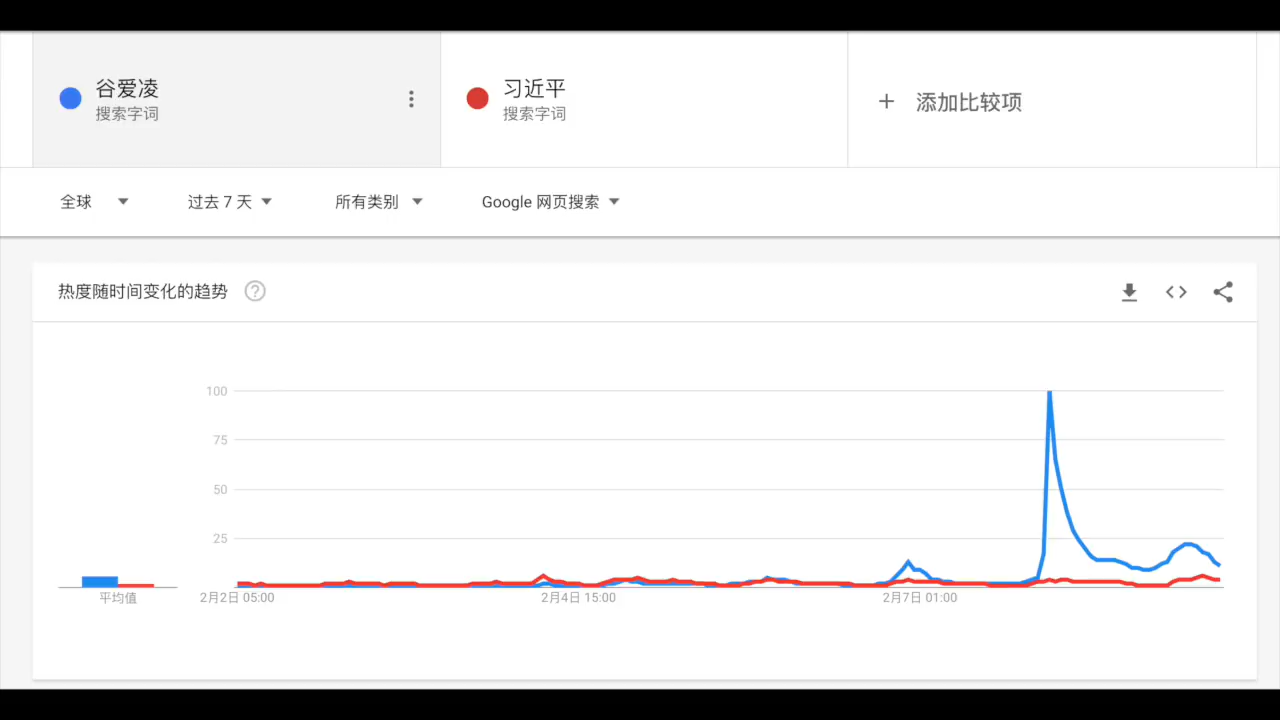 谷爱凌
搜索字词
习近平
搜索字词
+ 添加比较项
全球
过去 7 天
所有类别
Google 网页搜索
热度随时间变化的趋势
?
100
75
50
25
平均值
2月2日 05:00
2月4日 15:00
2月7日 01:00